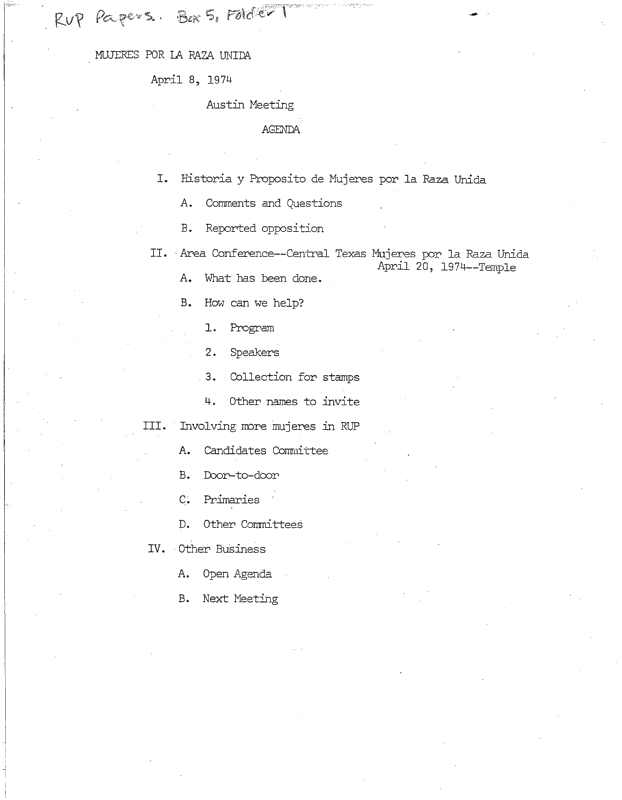 RUP Papers. Box 5, Folder 1
MUJERES POR LA RAZA UNIDA
April 8, 1974
Austin Meeting
AGENDA
I. Historia y Proposito de Mujeres por la Raza Unida
A. Comments and Questions
B. Reported opposition
II. Area Conference--Central Texas Mujeres por la Raza Unida
April 20, 1974--Temple
A. What has been done.
B. How can we help?
1. Program
2. Speakers
3. Collection for stamps
4. Other names to invite
III. Involving more mujeres in RUP
A. Candidates Committee
B. Door-to-door
C. Primaries
D. Other Committees
IV. Other Business
A. Open Agenda
B. Next Meeting